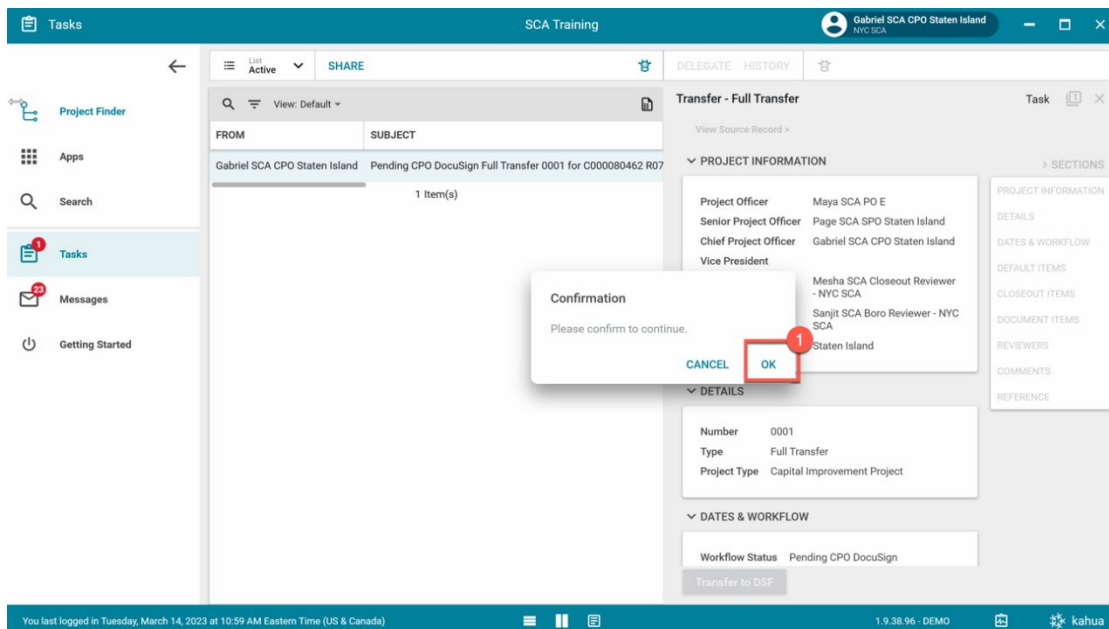 Tasks
SCA Training
Gabriel SCA CPO Staten Island
NYC SCA
List
Active
SHARE
DELEGATE HISTORY
Project Finder
View: Default
Transfer - Full Transfer
Task
1
View Source Record >
FROM
SUBJECT
Apps
Gabriel SCA CPO Staten Island Pending CPO DocuSign Full Transfer 0001 for C000080462 R07
PROJECT INFORMATION
> SECTIONS
1 Item(s)
Search
Project Officer Maya SCA PO E
Senior Project Officer Page SCA SPO Staten Island
Chief Project Officer Gabriel SCA CPO Staten Island
Vice President
Mesha SCA Closeout Reviewer
- NYC SCA
Sanjit SCA Boro Reviewer - NYC
SCA
Staten Island
PROJECT INFORMATION
DETAILS
DATES & WORKFLOW
DEFAULT ITEMS
CLOSEOUT ITEMS
DOCUMENT ITEMS
REVIEWERS
COMMENTS
REFERENCE
1
Tasks
23
Messages
Getting Started
Confirmation
Please confirm to continue.
1
CANCEL OK
DETAILS
Number 0001
Type Full Transfer
Project Type Capital Improvement Project
DATES & WORKFLOW
Workflow Status Pending CPO DocuSign
Transfer to DSF
You last logged in Tuesday, March 14, 2023 at 10:59 AM Eastern Time (US & Canada)
1.9.38.96 - DEMO
kahua